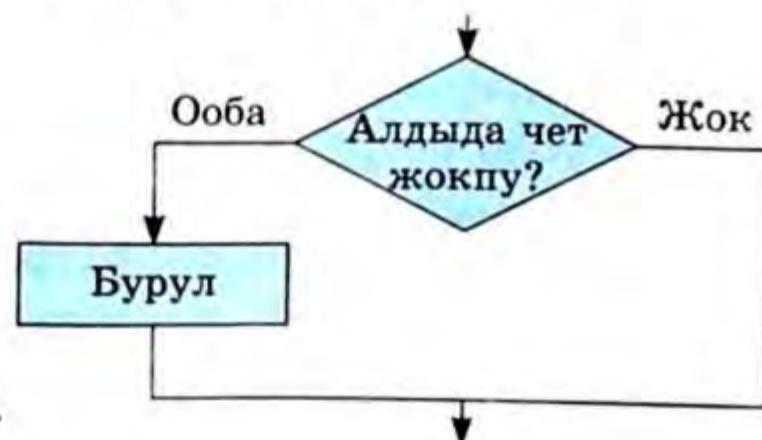 Ооба
Алдыда чет
жокпу?
Жок
Бурул